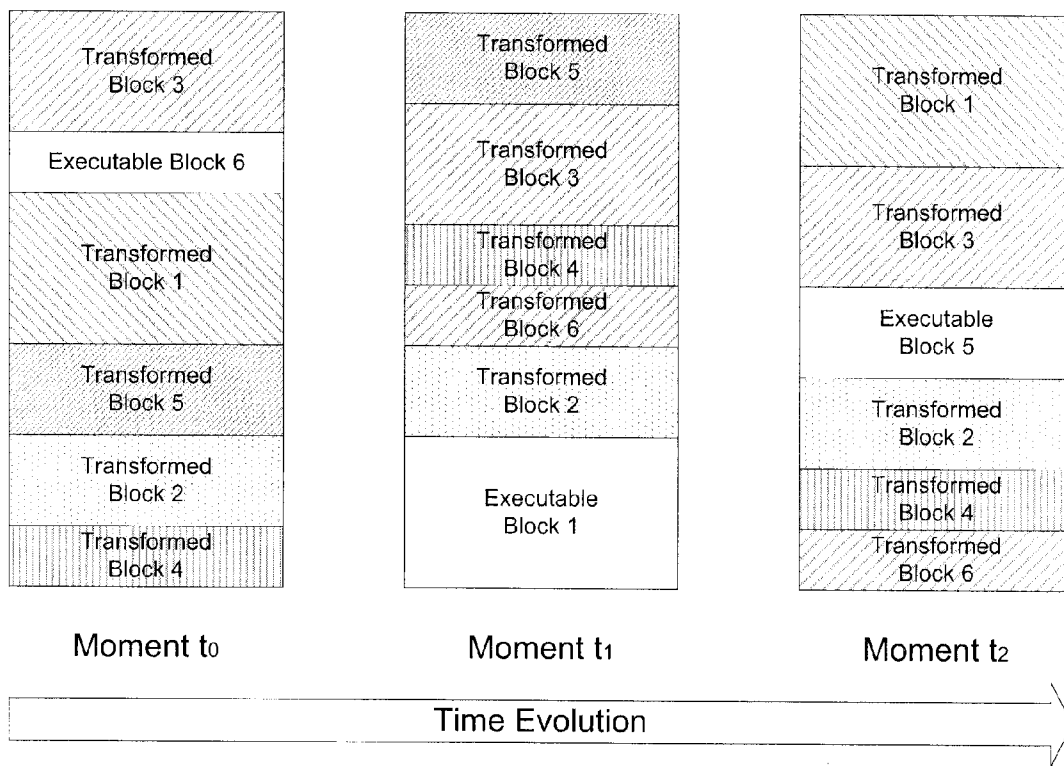 Transformed
Block 3
Executable Block 6
Transformed
Block 1
Transformed
Block 5
Transformed
Block 2
Transformed
Block 4
Moment t0
Transformed
Block 5
Transformed
Block 3
Transformed
Block 4
Transformed
Block 6
Transformed
Block 2
Executable
Block 1
Moment t1
Transformed
Block 1
Transformed
Block 3
Executable
Block 5
Transformed
Block 2
Transformed
Block 4
Transformed
Block 6
Moment t2
Time Evolution